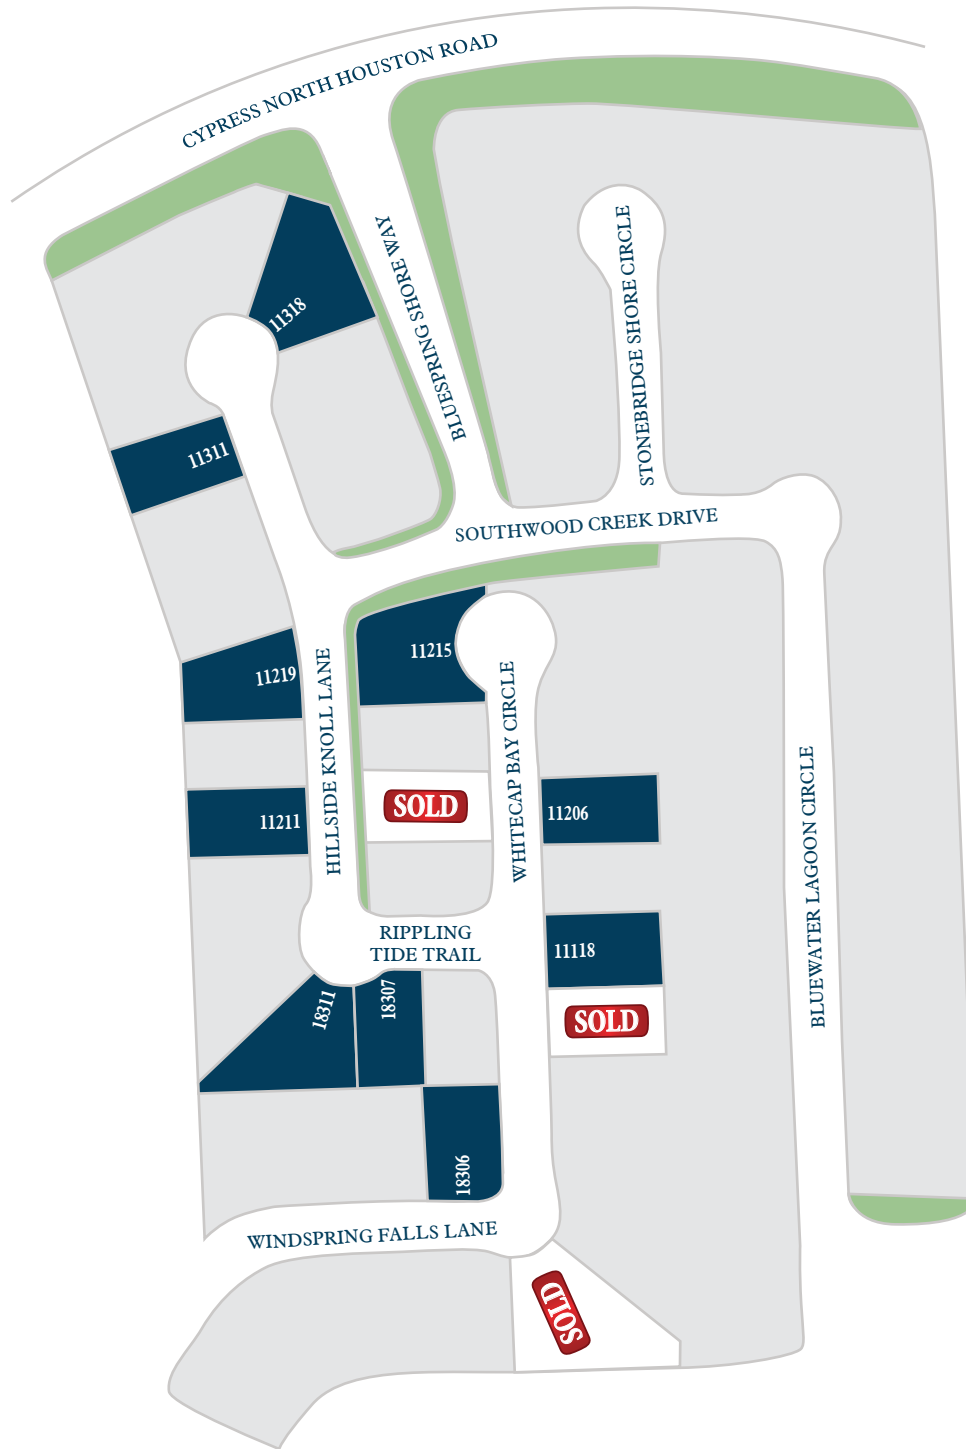 CYPRESS NORTH HOUSTON ROAD
BLUESPRING SHORE WAY
STONEBRIDGE SHORE CIRCLE
11318
11311
SOUTHWOOD CREEK DRIVE
11219
HILLSIDE KNOLL LANE
11215
WHITECAP BAY CIRCLE
BLUEWATER LAGOON CIRCLE
11211
SOLD
11206
RIPPLING
TIDE TRAIL
11118
18311
18307
SOLD
18306
WINDSPRING FALLS LANE
SOLD